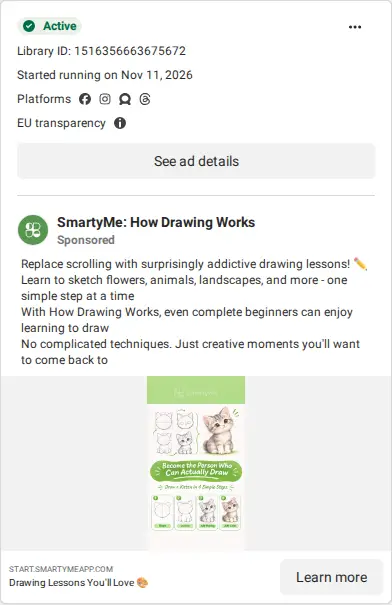 Active
Library ID: 1516356663675672
Started running on Nov 11, 2026
Platforms
EU transparency
See ad details
SmartyMe: How Drawing Works
Sponsored
Replace scrolling with surprisingly addictive drawing lessons! ✏️
Learn to sketch flowers, animals, landscapes, and more - one
simple step at a time
With How Drawing Works, even complete beginners can enjoy
learning to draw
No complicated techniques. Just creative moments you'll want
to come back to
Become the Person Who
Can Actually Draw
Draw a Kitten in 4 Simple Steps
START.SMARTYMEAPP.COM
Drawing Lessons You'll Love 🎨
Learn more